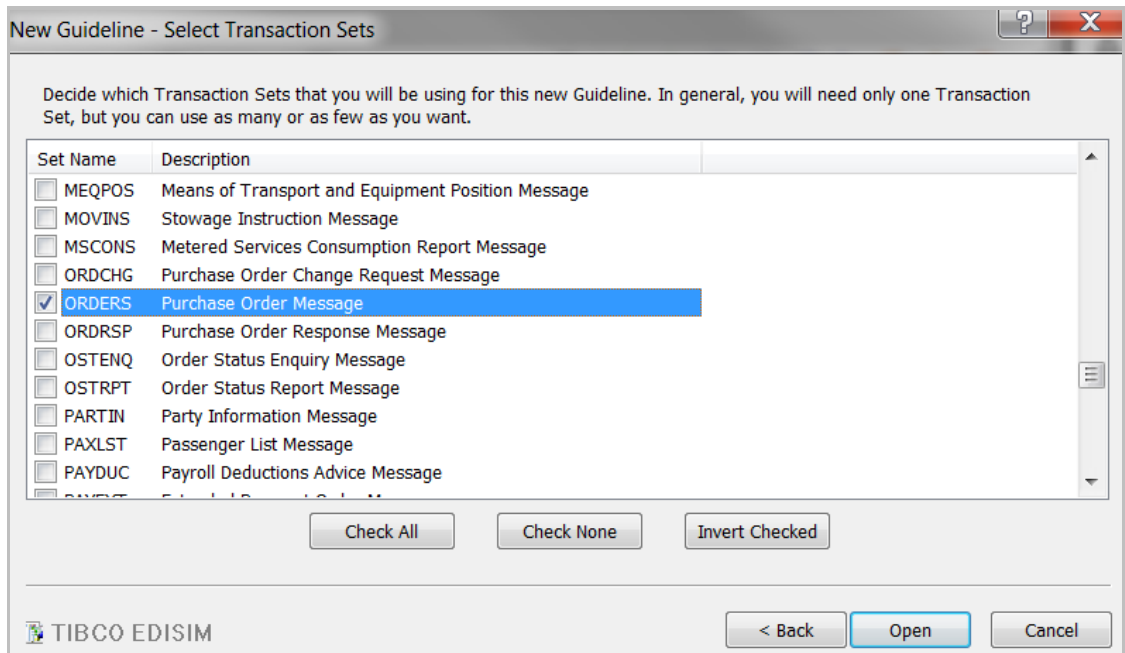 New Guideline - Select Transaction Sets
Decide which Transaction Sets that you will be using for this new Guideline. In general, you will need only one Transaction
Set, but you can use as many or as few as you want.
Set Name Description
MEQPOS Means of Transport and Equipment Position Message
MOVINS Stowage Instruction Message
MSCONS Metered Services Consumption Report Message
ORDCHG Purchase Order Change Request Message
ORDERS Purchase Order Message
ORDRSP Purchase Order Response Message
OSTENQ Order Status Enquiry Message
OSTRPT Order Status Report Message
PARTIN Party Information Message
PAXLST Passenger List Message
PAYDUC Payroll Deductions Advice Message
Check All Check None Invert Checked
TIBCO EDISIM < Back Open Cancel